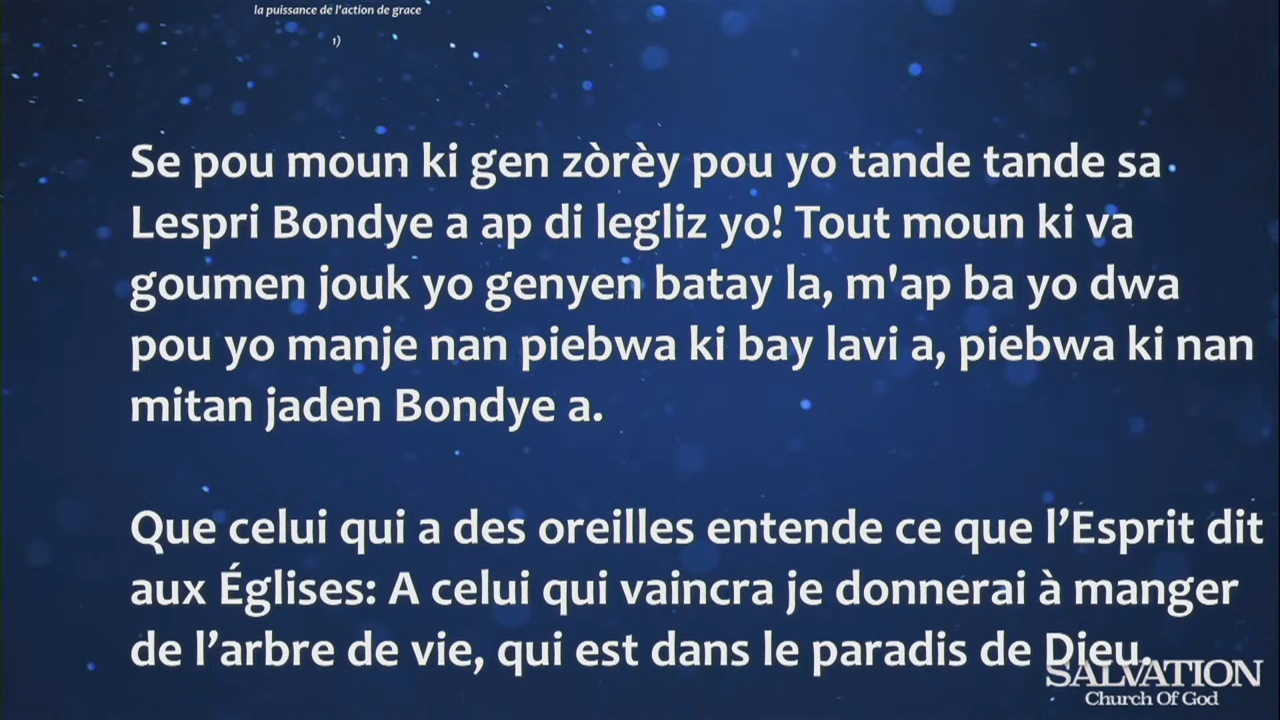 la puissance de l'action de grace
1)
Se pou moun ki gen zòrèy pou yo tande tande sa
Lespri Bondye a ap di legliz yo! Tout moun ki va
goumen jouk yo genyen batay la, m'ap ba yo dwa
pou yo manje nan piebwa ki bay lavi a, piebwa ki nan
mitan jaden Bondye a.
Que celui qui a des oreilles entende ce que l’Esprit dit
aux Églises: A celui qui vaincra je donnerai à manger
de l’arbre de vie, qui est dans le paradis de Dieu.
SALVATION
Church Of God